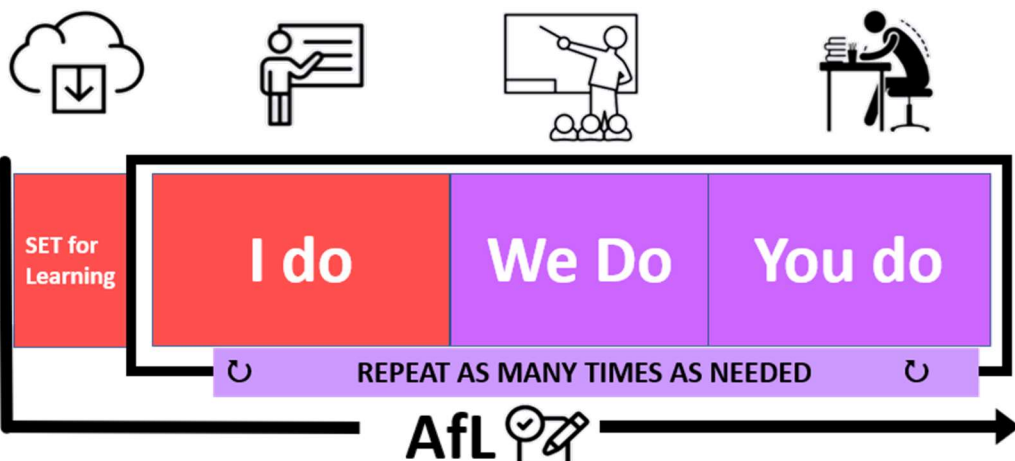 SET for
Learning
I do
We Do
You do
REPEAT AS MANY TIMES AS NEEDED
AfL